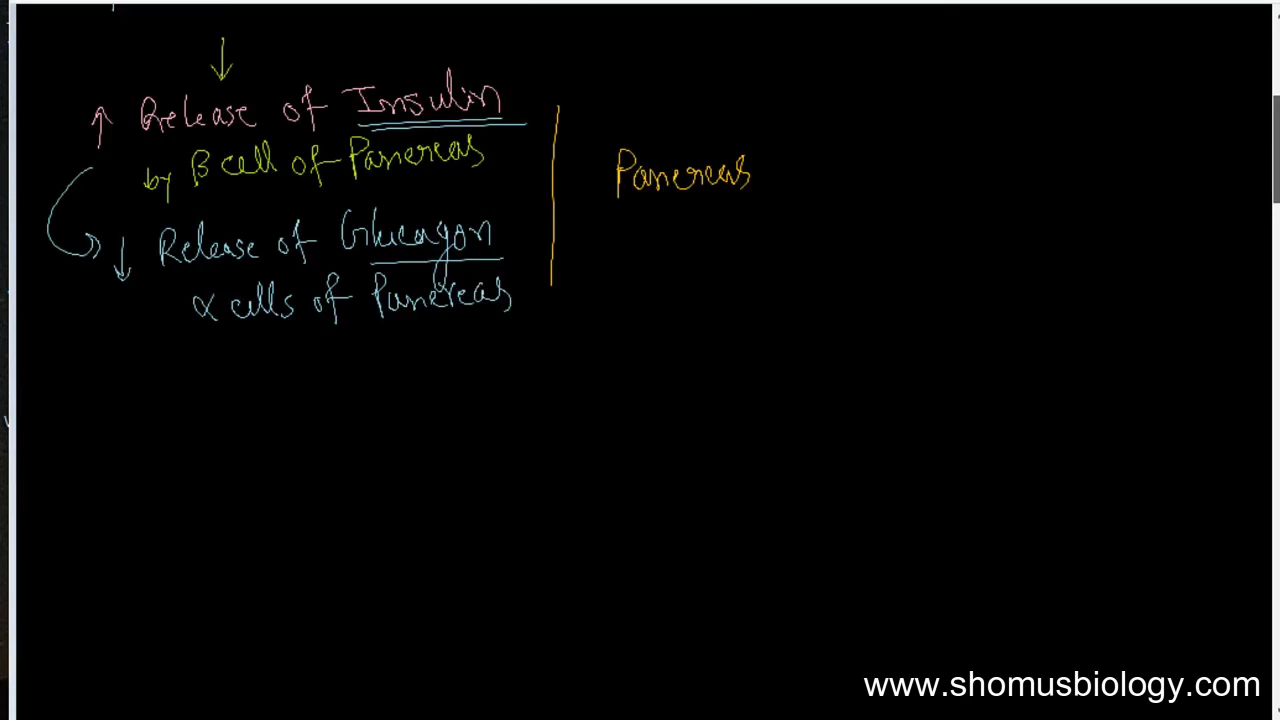 ↑ Release of Insulin
by β cell of Pancreas
↓ Release of Glucagon
α cells of Pancreas
Pancreas
www.shomusbiology.com